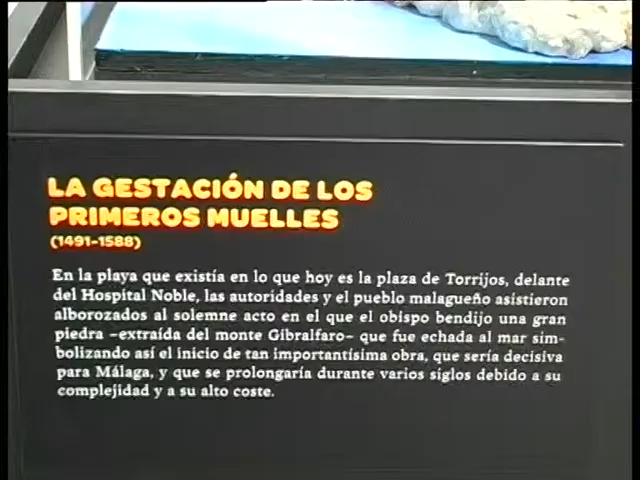 LA GESTACIÓN DE LOS
PRIMEROS MUELLES
(1491-1588)
En la playa que existía en lo que hoy es la plaza de Torrijos, delante
del Hospital Noble, las autoridades y el pueblo malagueño asistieron
alborozados al solemne acto en el que el obispo bendijo una gran
piedra –extraída del monte Gibralfaro– que fue echada al mar sim-
bolizando así el inicio de tan importantísima obra, que sería decisiva
para Málaga, y que se prolongaría durante varios siglos debido a su
complejidad y a su alto coste.